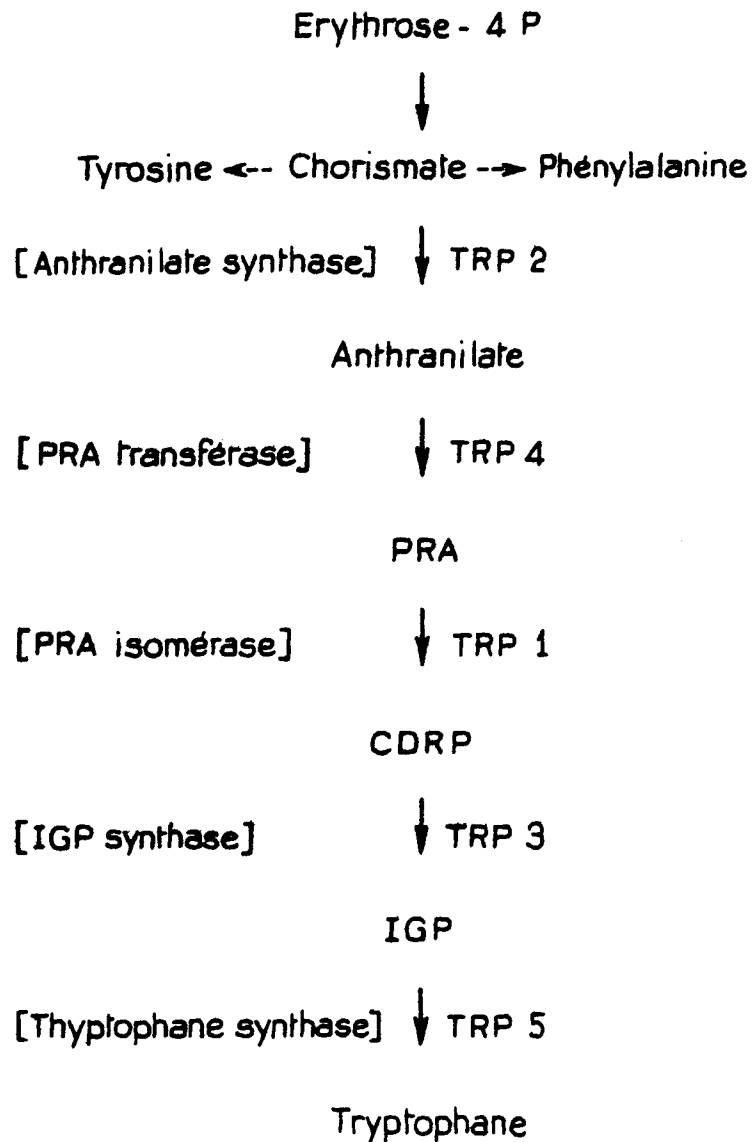 Erythrose - 4 P
Tyrosine <-- Chorismate --> Phénylalanine
[Anthranilate synthase] TRP 2
Anthranilate
[PRA transférase] TRP 4
PRA
[PRA isomérase] TRP 1
CDRP
[IGP synthase] TRP 3
IGP
[Thyptophane synthase] TRP 5
Tryptophane